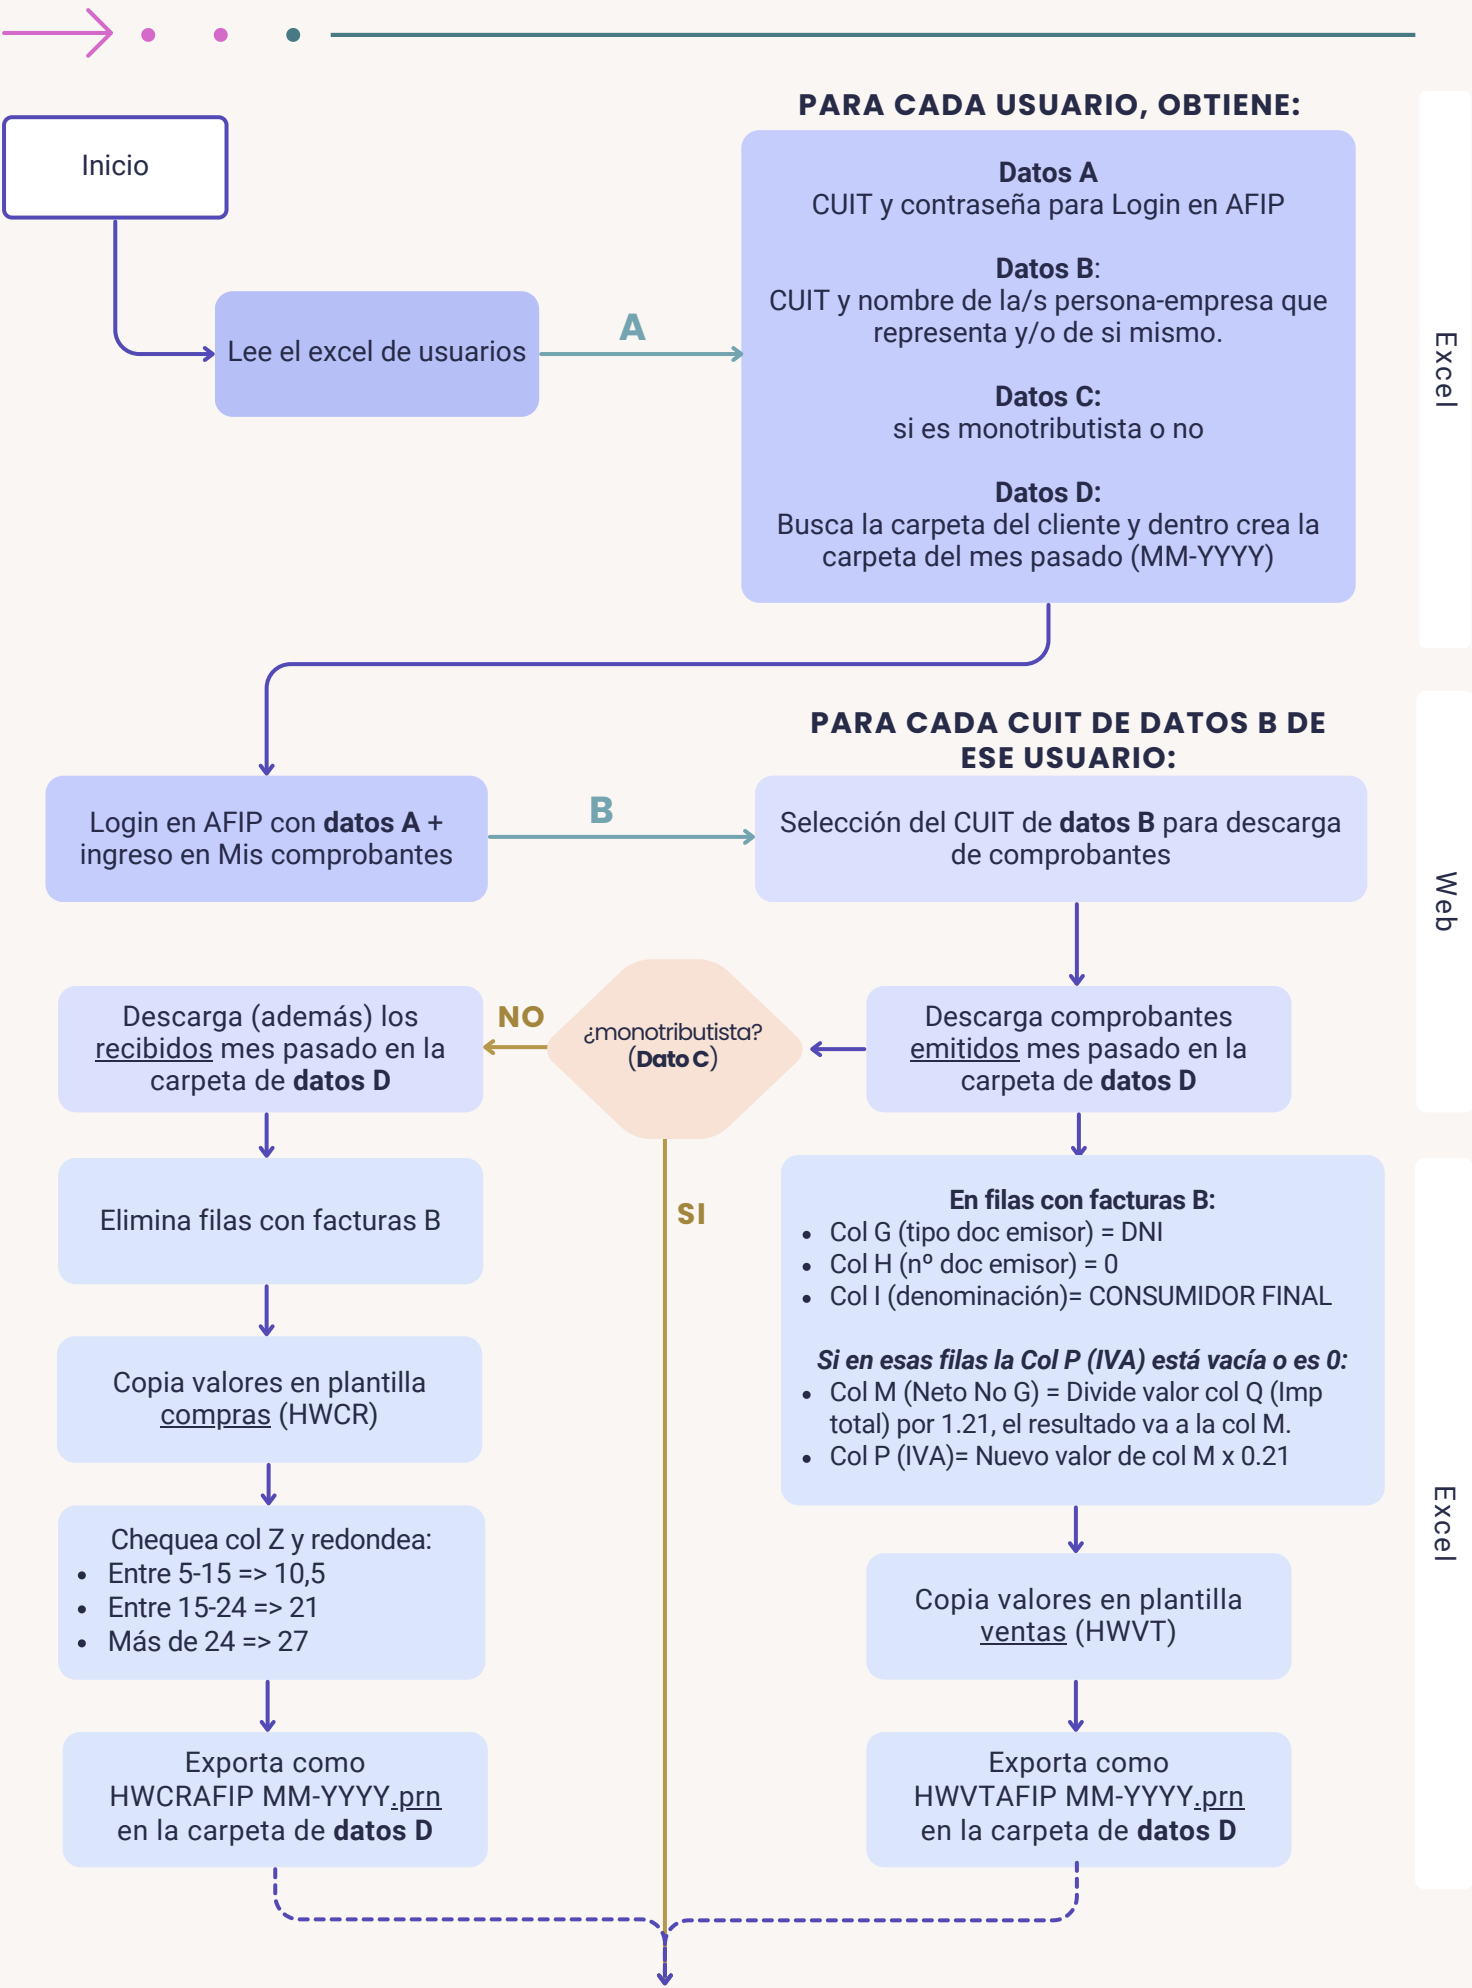 PARA CADA USUARIO, OBTIENE:
Inicio
Datos A
CUIT y contraseña para Login en AFIP
Datos B:
CUIT y nombre de la/s persona-empresa que
representa y/o de si mismo.
Datos C:
si es monotributista o no
Datos D:
Busca la carpeta del cliente y dentro crea la
carpeta del mes pasado (MM-YYYY)
Lee el excel de usuarios
A
Excel
PARA CADA CUIT DE DATOS B DE
ESE USUARIO:
Login en AFIP con datos A +
ingreso en Mis comprobantes
B
Selección del CUIT de datos B para descarga
de comprobantes
Web
Descarga comprobantes
emitidos mes pasado en la
carpeta de datos D
¿monotributista?
(Dato C)
NO
SI
Descarga (además) los
recibidos mes pasado en la
carpeta de datos D
Elimina filas con facturas B
Copia valores en plantilla
compras (HWCR)
Chequea col Z y redondea:
• Entre 5-15 => 10,5
• Entre 15-24 => 21
• Más de 24 => 27
Exporta como
HWCRAFIP MM-YYYY.prn
en la carpeta de datos D
En filas con facturas B:
• Col G (tipo doc emisor) = DNI
• Col H (nº doc emisor) = 0
• Col I (denominación)= CONSUMIDOR FINAL
Si en esas filas la Col P (IVA) está vacía o es 0:
• Col M (Neto No G) = Divide valor col Q (Imp
total) por 1.21, el resultado va a la col M.
• Col P (IVA)= Nuevo valor de col M x 0.21
Copia valores en plantilla
ventas (HWVT)
Exporta como
HWVTAFIP MM-YYYY.prn
en la carpeta de datos D
Excel